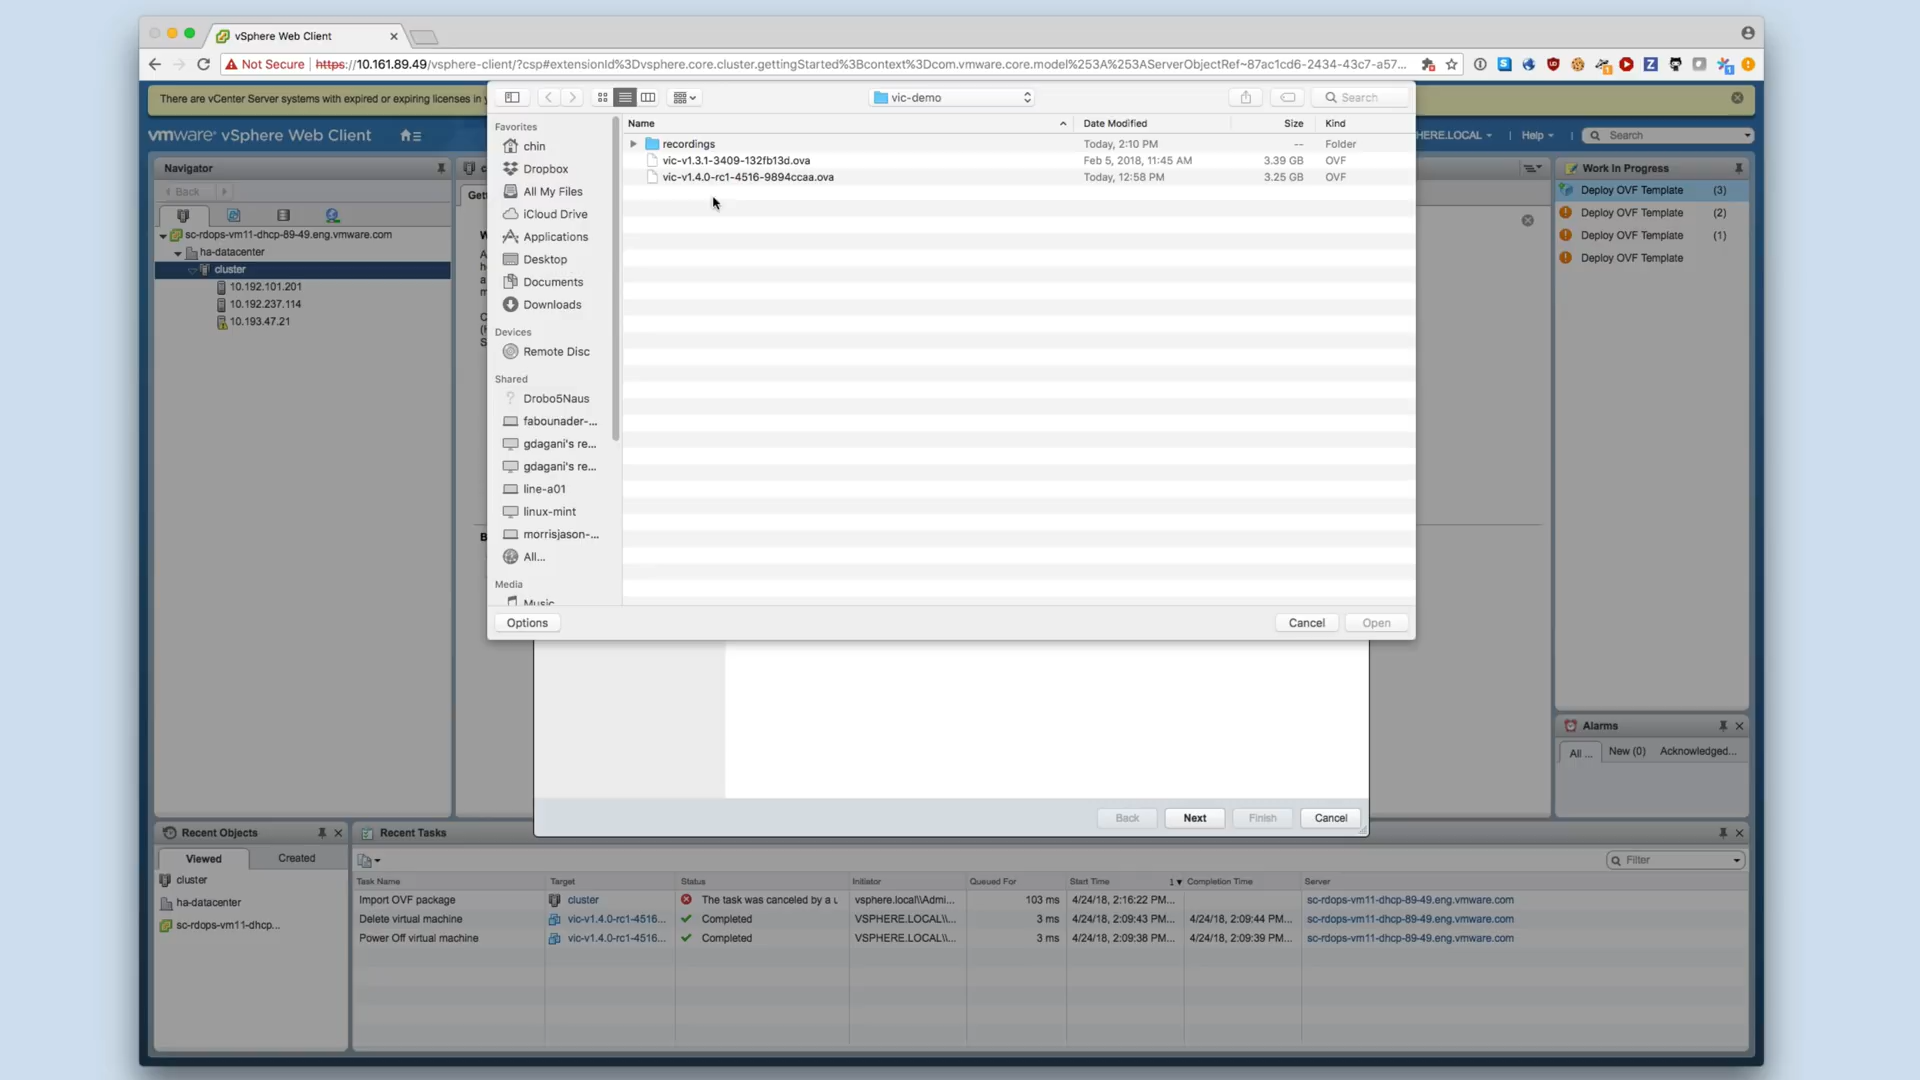 vSphere Web Client
Not Secure https://10.161.89.49/vsphere-client/?csp#extensionId%3Dvsphere.core.cluster.gettingStarted%3Bcontext%3Dcom.vmware.core.model%253A%253AServerObjectRef~87ac1cd6-2434-43c7-a57...
There are vCenter Server systems with expired or expiring licenses in
vmware® vSphere Web Client
HERE.LOCAL
Help
Search
vic-demo
Search
Name
Date Modified
Size
Kind
recordings
Today, 2:10 PM
--
Folder
vic-v1.3.1-3409-132fb13d.ova
Feb 5, 2018, 11:45 AM
3.39 GB
OVF
vic-v1.4.0-rc1-4516-9894ccaa.ova
Today, 12:58 PM
3.25 GB
OVF
Favorites
chin
Dropbox
All My Files
iCloud Drive
Applications
Desktop
Documents
Downloads
Devices
Remote Disc
Shared
Drobo5Naus
fabounader-...
gdagani's re...
gdagani's re...
line-a01
linux-mint
morrisjason-...
All...
Media
Music
Options
Cancel
Open
Navigator
Back
sc-rdops-vm11-dhcp-89-49.eng.vmware.com
ha-datacenter
cluster
10.192.101.201
10.192.237.114
10.193.47.21
Work In Progress
Deploy OVF Template (3)
Deploy OVF Template (2)
Deploy OVF Template (1)
Deploy OVF Template
Alarms
All ...
New (0)
Acknowledged...
Back
Next
Finish
Cancel
Recent Objects
Viewed
Created
cluster
ha-datacenter
sc-rdops-vm11-dhcp...
Recent Tasks
Filter
Task Name
Target
Status
Initiator
Queued For
Start Time
1
Completion Time
Server
Import OVF package
cluster
The task was canceled by a u
vsphere.local\\Admi...
103 ms
4/24/18, 2:16:22 PM...
sc-rdops-vm11-dhcp-89-49.eng.vmware.com
Delete virtual machine
vic-v1.4.0-rc1-4516...
Completed
VSPHERE.LOCAL\\...
3 ms
4/24/18, 2:09:43 PM...
4/24/18, 2:09:44 PM...
sc-rdops-vm11-dhcp-89-49.eng.vmware.com
Power Off virtual machine
vic-v1.4.0-rc1-4516...
Completed
VSPHERE.LOCAL\\...
3 ms
4/24/18, 2:09:38 PM...
4/24/18, 2:09:39 PM...
sc-rdops-vm11-dhcp-89-49.eng.vmware.com